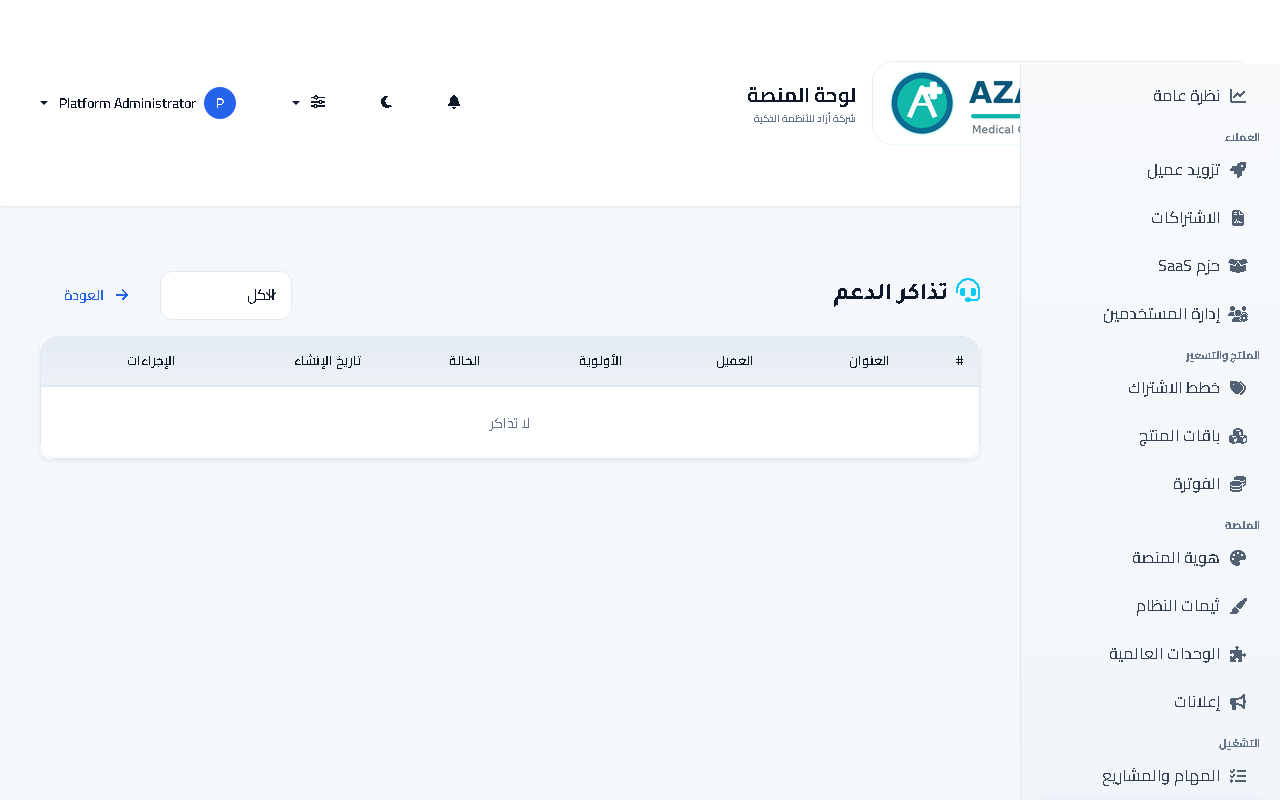 لوحة المنصة
شركة أزاد للأنظمة الذكية
Platform Administrator
P
نظرة عامة
العملاء
تزويد عميل
الاشتراكات
حزم SaaS
إدارة المستخدمين
المنتج والتسعير
خطط الاشتراك
باقات المنتج
الفوترة
المنصة
هوية المنصة
ثيمات النظام
الوحدات العالمية
إعلانات
التشغيل
المهام والمشاريع
تذاكر الدعم
الكل
العودة
# العنوان العميل الأولوية الحالة تاريخ الإنشاء الإجراءات
لا تذاكر